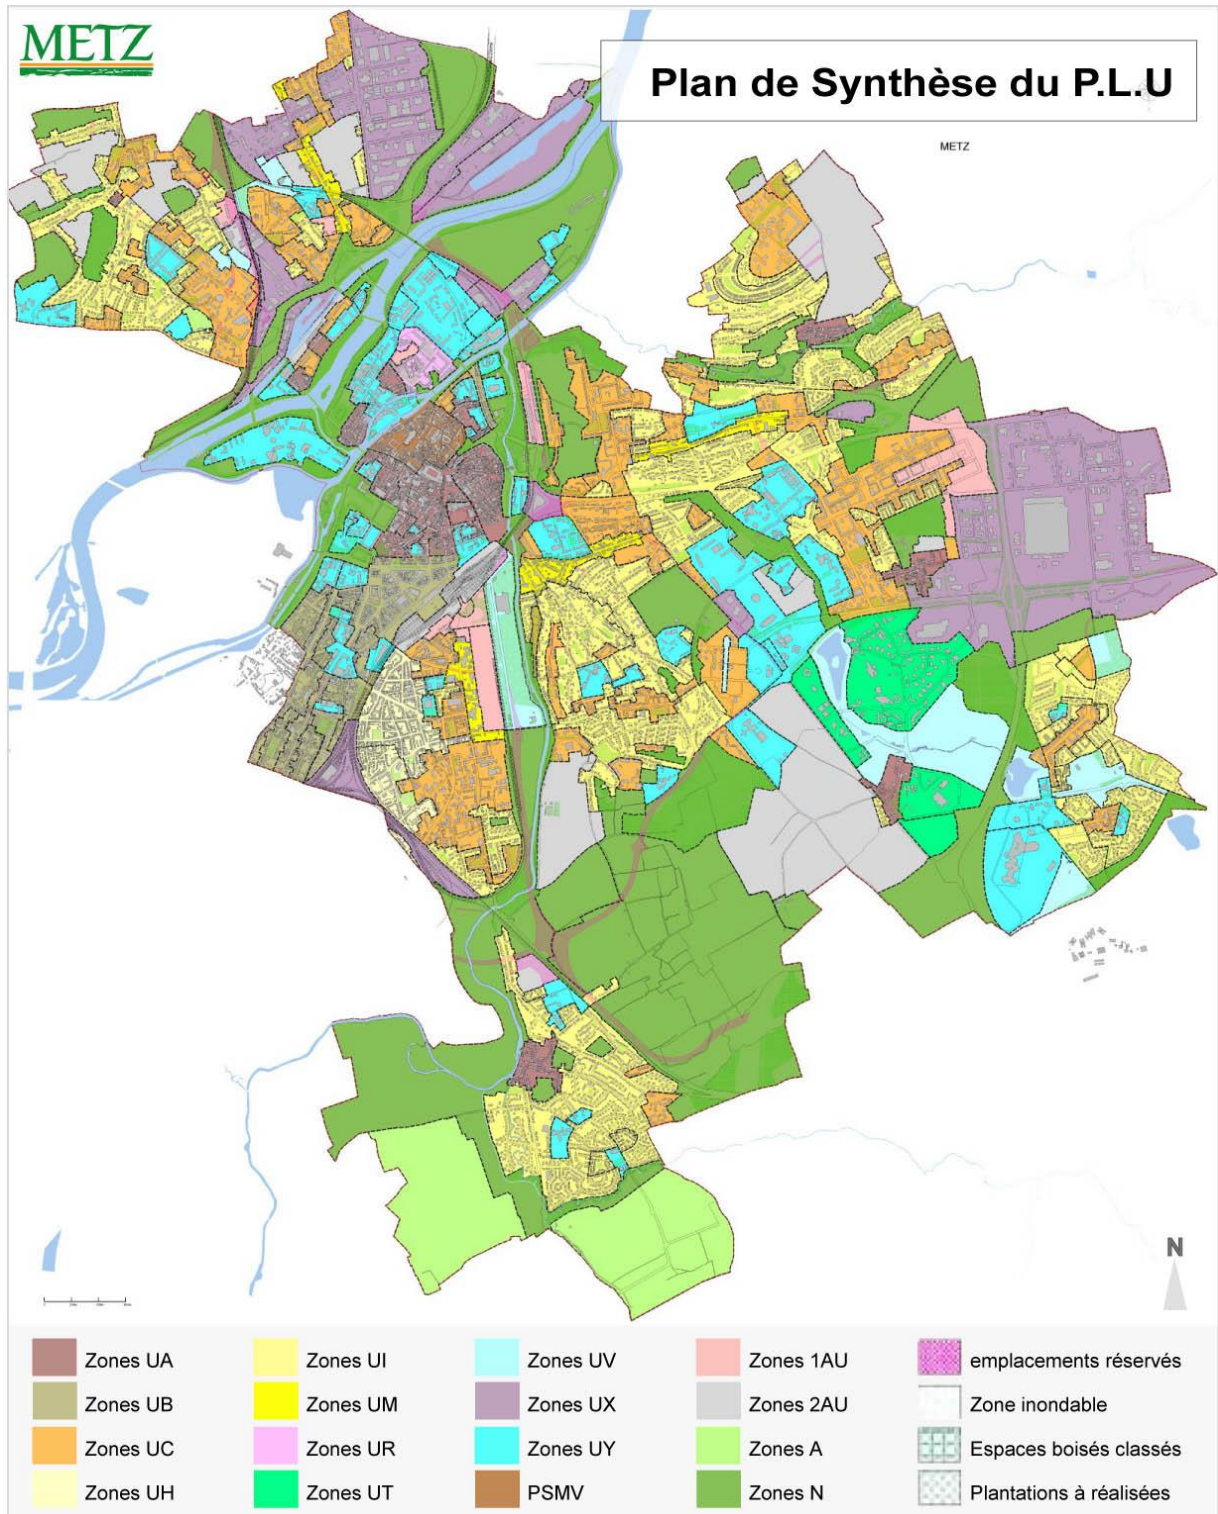 METZ
Plan de Synthèse du P.L.U
METZ
N
Zones UA
Zones UB
Zones UC
Zones UH
Zones UI
Zones UM
Zones UR
Zones UT
Zones UV
Zones UX
Zones UY
PSMV
Zones 1AU
Zones 2AU
Zones A
Zones N
emplacements réservés
Zone inondable
Espaces boisés classés
Plantations à réalisées